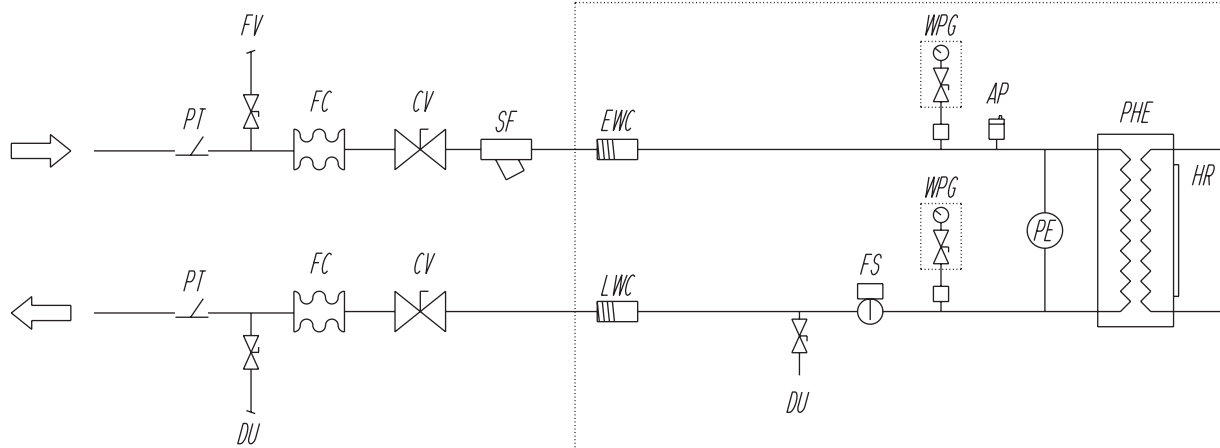 FV
WPG
AP
PT
FC
CV
SF
EWC
PHE
WPG
HR
PE
PT
FC
CV
LWC
FS
DU
DU